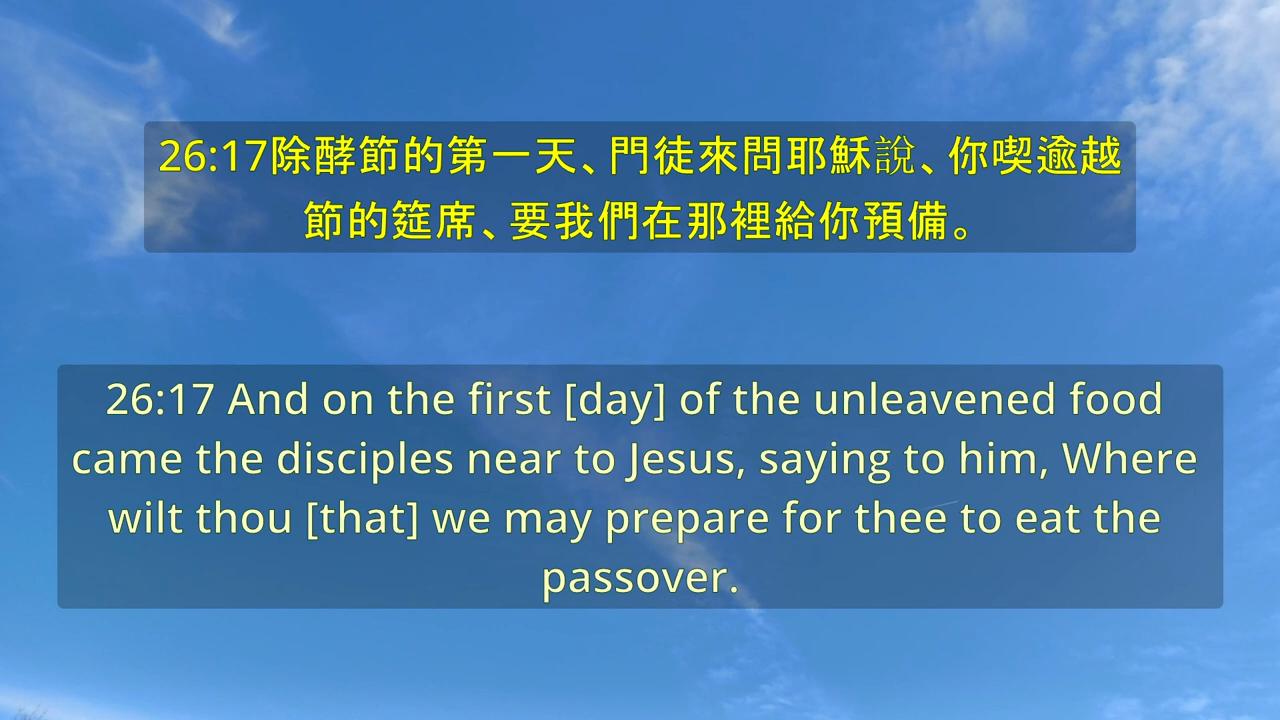 26:17除酵節的第一天、門徒來問耶穌說、你喫逾越
節的筵席、要我們在那裡給你預備。
26:17 And on the first [day] of the unleavened food
came the disciples near to Jesus, saying to him, Where
wilt thou [that] we may prepare for thee to eat the
passover.